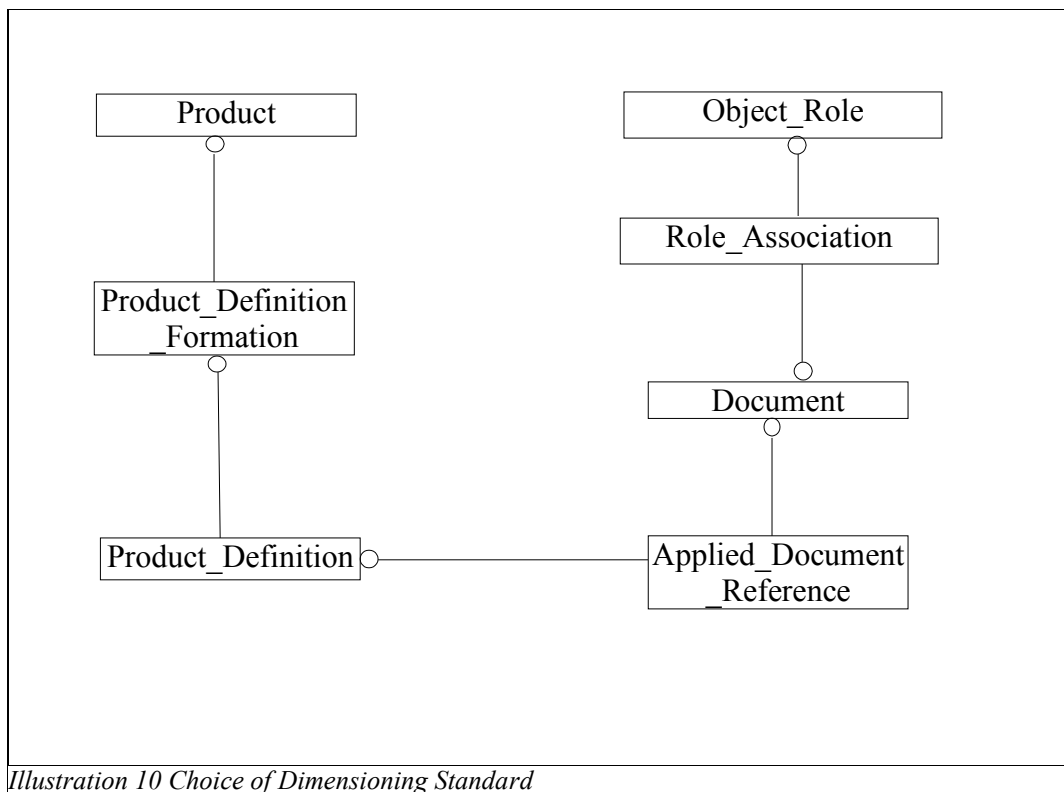 Product
Object_Role
Role_Association
Product_Definition
_Formation
Document
Product_Definition
Applied_Document
_Reference
Illustration 10 Choice of Dimensioning Standard